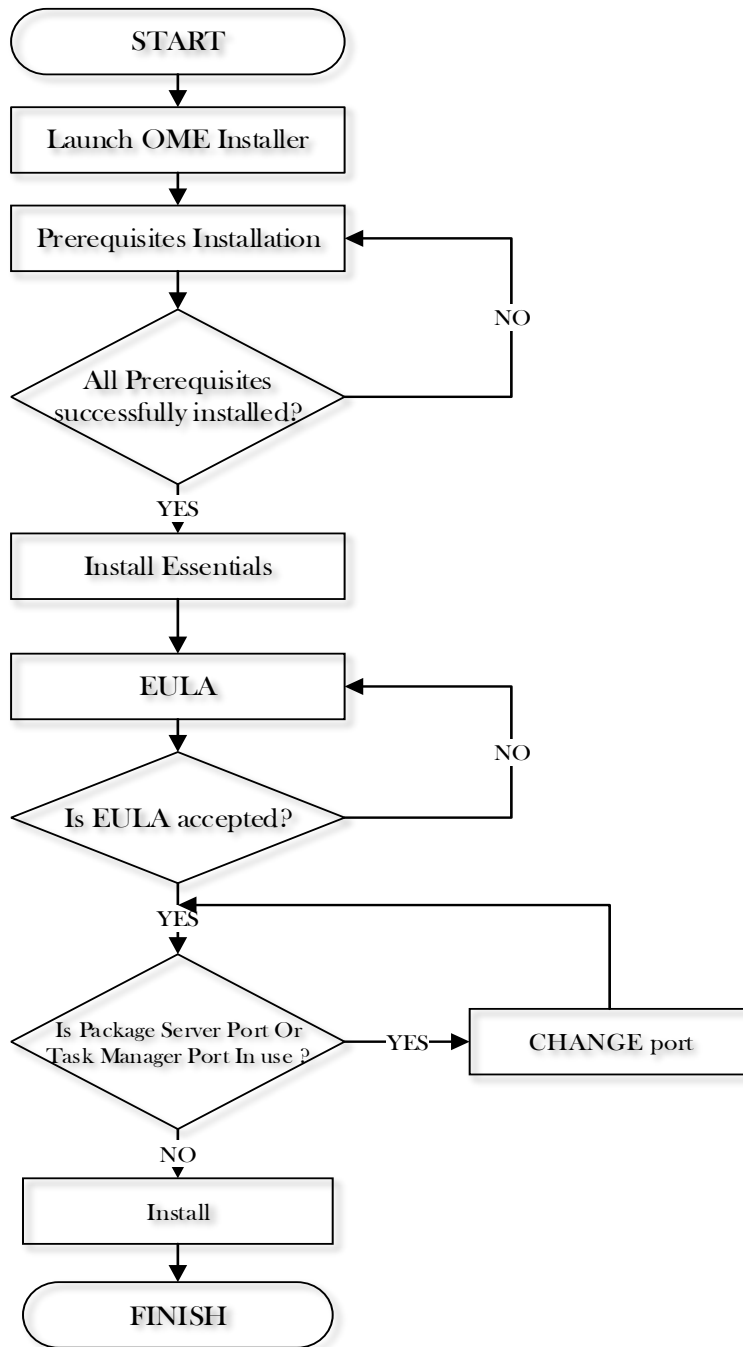 START
Launch OME Installer
Prerequisites Installation
NO
All Prerequisites
successfully installed?
YES
Install Essentials
EULA
NO
Is EULA accepted?
YES
Is Package Server Port Or
Task Manager Port In use ?
YES
CHANGE port
NO
Install
FINISH